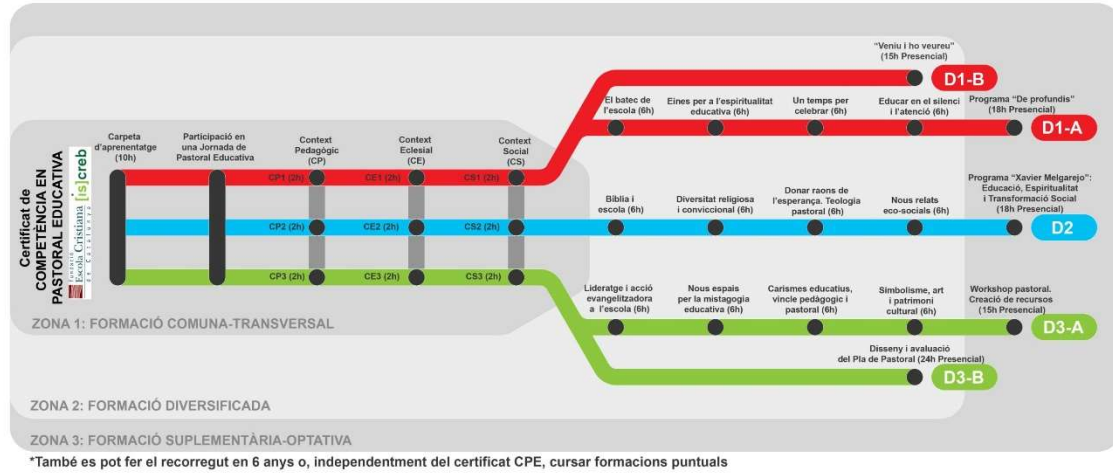 Certificat de
COMPETÈNCIA EN
PASTORAL EDUCATIVA
fundació
Escola Cristiana
de Catalunya
[is]creb
Carpeta
d'aprenentatge
(10h)
Participació en
una Jornada de
Pastoral Educativa
Context
Pedagògic
(CP)
Context
Eclesial
(CE)
Context
Social
(CS)
CP1 (2h)
CE1 (2h)
CS1 (2h)
CP2 (2h)
CE2 (2h)
CS2 (2h)
CP3 (2h)
CE3 (2h)
CS3 (2h)
"Veniu i ho veureu"
(15h Presencial)
D1-B
El batec de
l'escola (6h)
Eines per a l'espiritualitat
educativa (6h)
Un temps per
celebrar (6h)
Educar en el silenci
i l'atenció (6h)
Programa "De profundis"
(18h Presencial)
D1-A
Bíblia i
escola (6h)
Diversitat religiosa
i conviccional (6h)
Donar raons de
l'esperança. Teologia
pastoral (6h)
Nous relats
eco-socials (6h)
Programa "Xavier Melgarejo":
Educació, Espiritualitat
i Transformació Social
(18h Presencial)
D2
Lideratge i acció
evangelitzadora
a l'escola (6h)
Nous espais
per la mistagogia
educativa (6h)
Carismes educatius,
vincle pedagògic i
pastoral (6h)
Simbolisme, art
i patrimoni
cultural (6h)
Workshop pastoral.
Creació de recursos
(15h Presencial)
D3-A
Disseny i avaluació
del Pla de Pastoral (24h Presencial)
D3-B
ZONA 1: FORMACIÓ COMUNA-TRANSVERSAL
ZONA 2: FORMACIÓ DIVERSIFICADA
ZONA 3: FORMACIÓ SUPLEMENTÀRIA-OPTATIVA
*També es pot fer el recorregut en 6 anys o, independentment del certificat CPE, cursar formacions puntuals